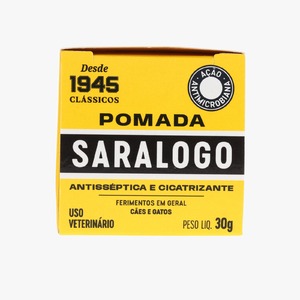 Desde
1945
CLÁSSICOS
AÇÃO
ANTIMICROBIANA
POMADA
SARALOGO
ANTISSÉPTICA E CICATRIZANTE
FERIMENTOS EM GERAL
CÃES E GATOS
USO
VETERINÁRIO
PESO LIQ. 30g